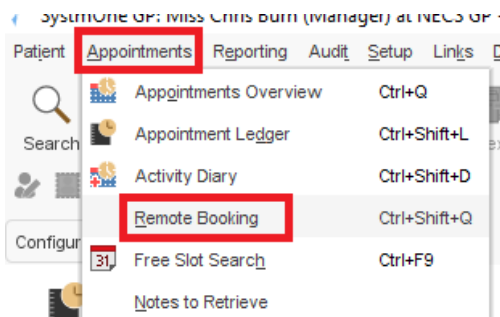 SystmOne GP: Miss Chris Burn (Manager) at NECS GP
Patient Appointments Reporting Audit Setup Links
Search
Appointments Overview Ctrl+Q
Appointment Ledger Ctrl+Shift+L
Activity Diary Ctrl+Shift+D
Remote Booking Ctrl+Shift+Q
Configur
31 Free Slot Search Ctrl+F9
Notes to Retrieve